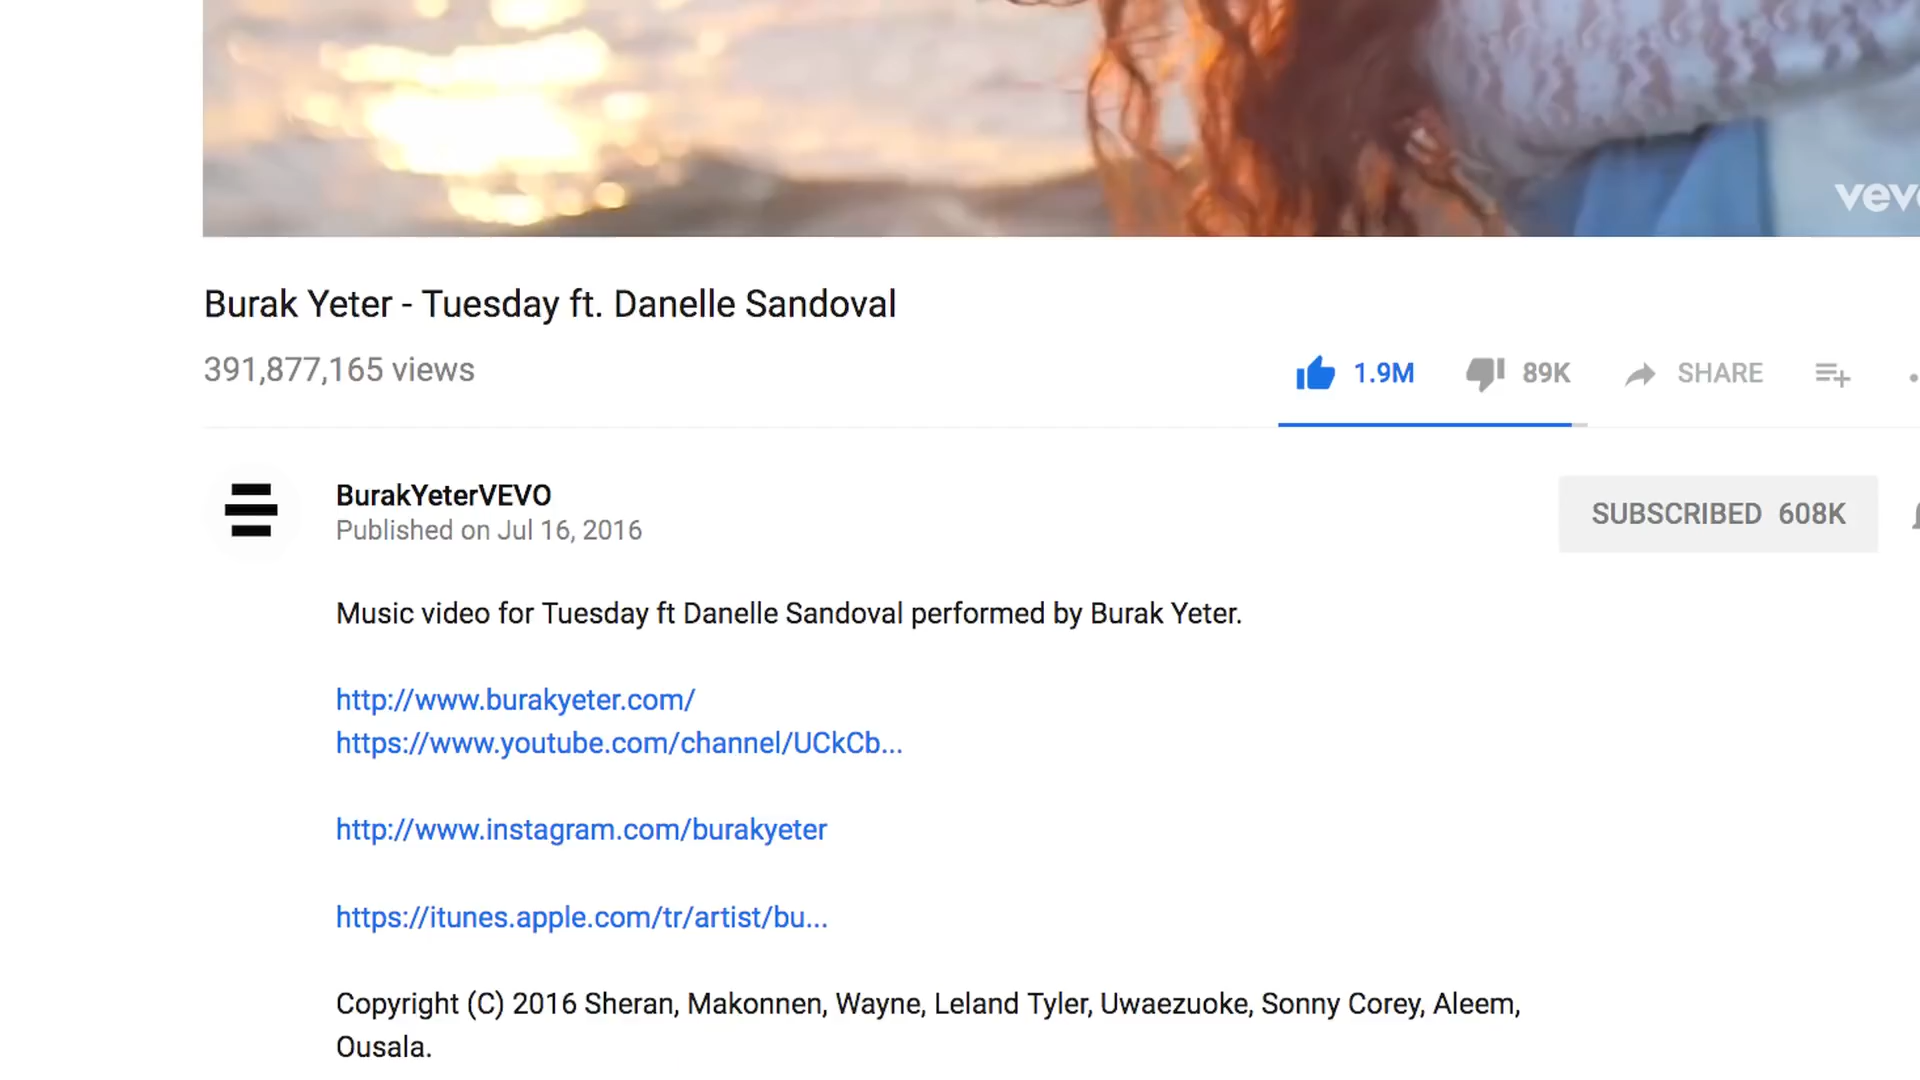 vevo
Burak Yeter - Tuesday ft. Danelle Sandoval
391,877,165 views
1.9M
89K
SHARE
BurakYeterVEVO
Published on Jul 16, 2016
SUBSCRIBED 608K
Music video for Tuesday ft Danelle Sandoval performed by Burak Yeter.
http://www.burakyeter.com/
https://www.youtube.com/channel/UCkCb...
http://www.instagram.com/burakyeter
https://itunes.apple.com/tr/artist/bu...
Copyright (C) 2016 Sheran, Makonnen, Wayne, Leland Tyler, Uwaezuoke, Sonny Corey, Aleem,
Ousala.